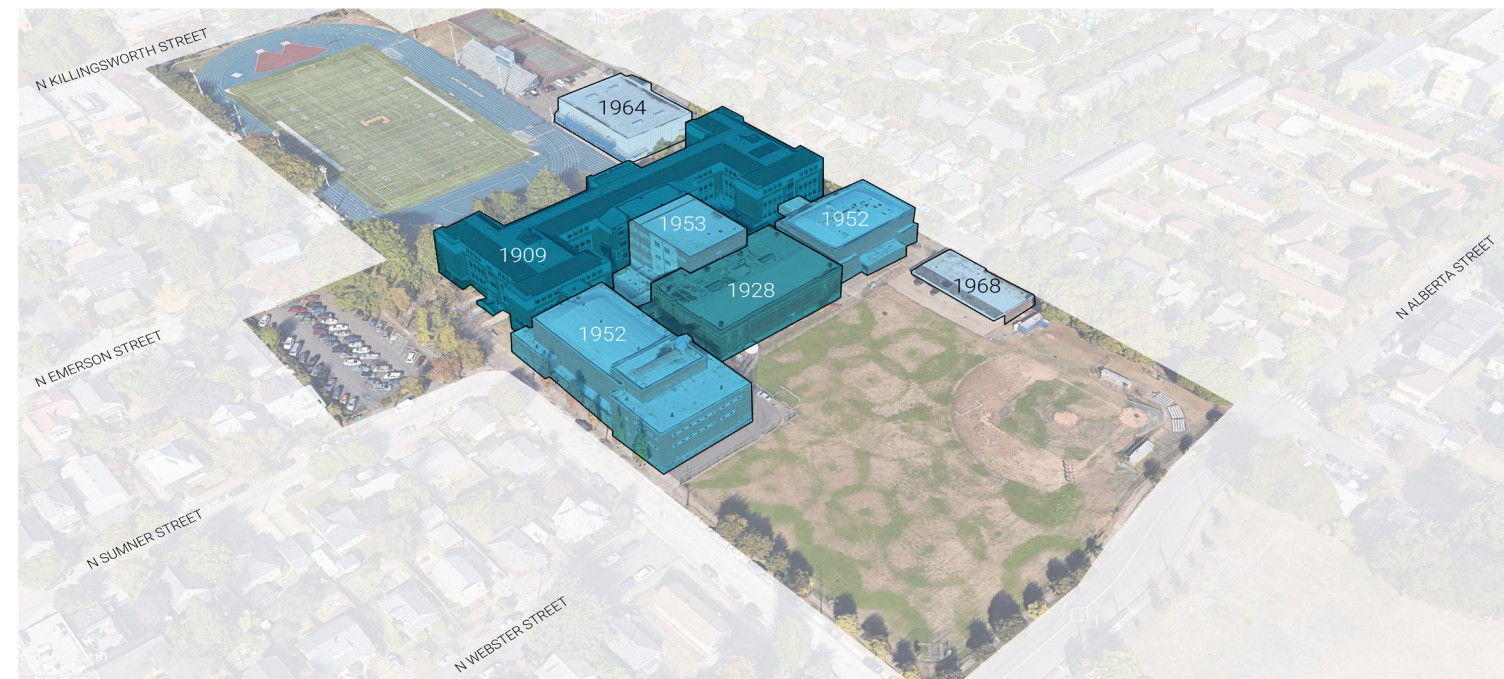 N KILLINGSWORTH STREET
1964
1953
1952
1909
1928
1968
N ALBERTA STREET
1952
N EMERSON STREET
N SUMNER STREET
N WEBSTER STREET